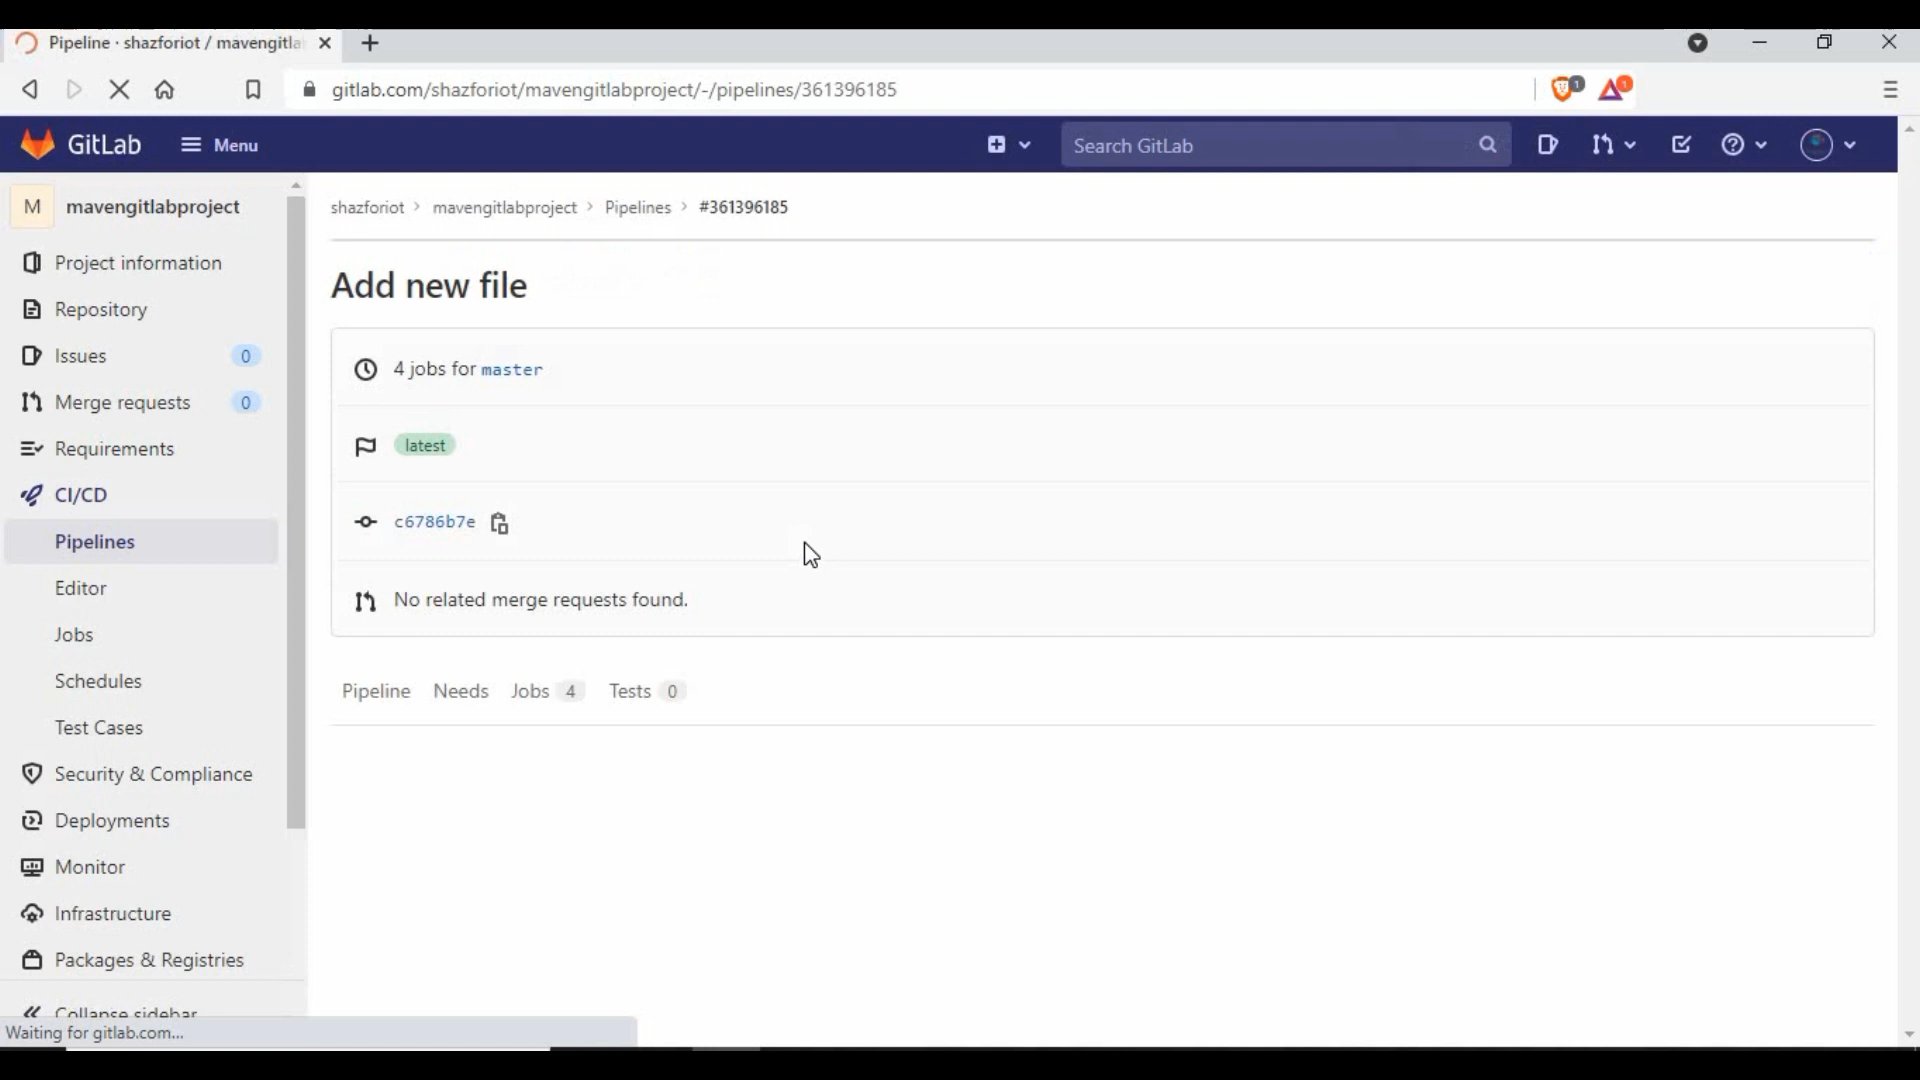 Pipeline · shazforiot / mavengitla
gitlab.com/shazforiot/mavengitlabproject/-/pipelines/361396185
1
1
GitLab
Menu
Search GitLab
M
mavengitlabproject
Project information
Repository
Issues 0
Merge requests 0
Requirements
CI/CD
Pipelines
Editor
Jobs
Schedules
Test Cases
Security & Compliance
Deployments
Monitor
Infrastructure
Packages & Registries
Collapse sidebar
Waiting for gitlab.com...
shazforiot > mavengitlabproject > Pipelines > #361396185
Add new file
4 jobs for master
latest
c6786b7e
No related merge requests found.
Pipeline Needs Jobs 4 Tests 0